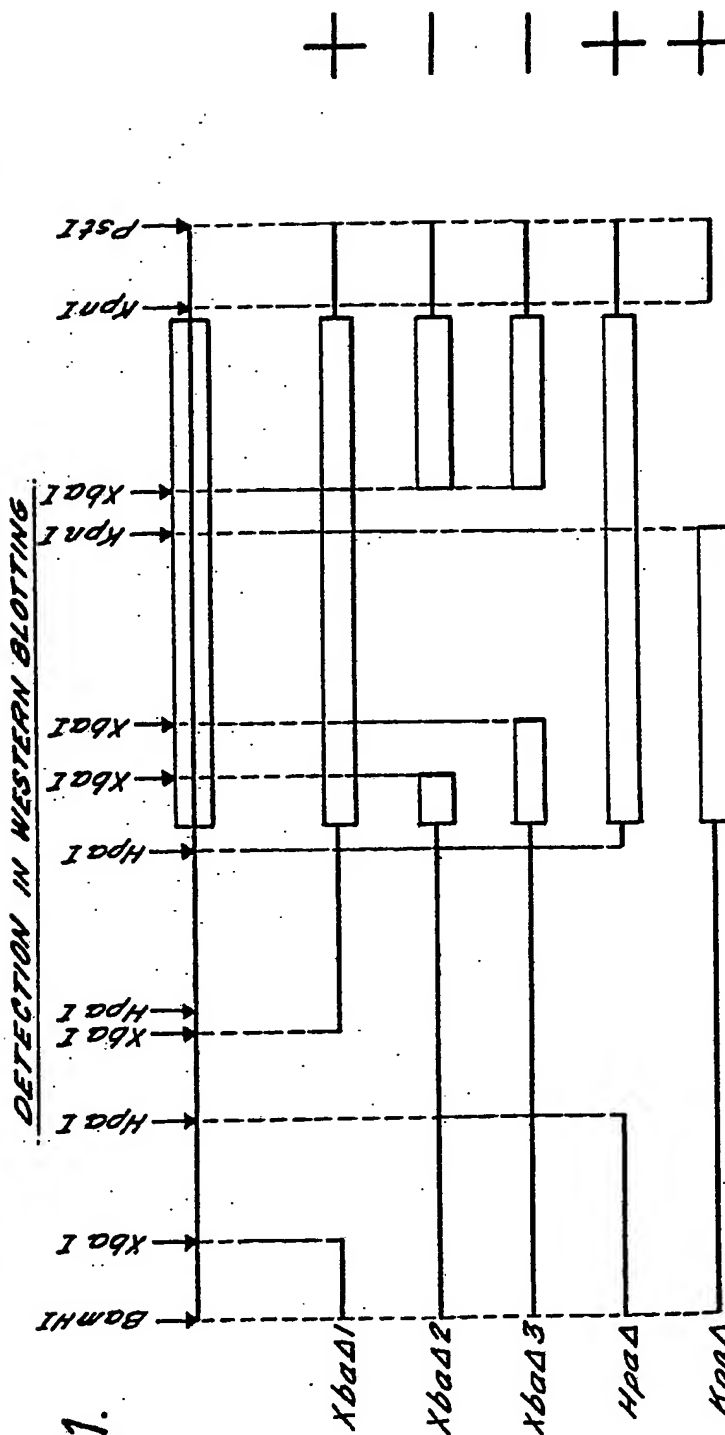 1.
DETECTION IN WESTERN BLOTTING
BamHI
XbaI
HpaI
XbaI
HpaI
HpaI
XbaI
XbaI
KpnI
XbaI
KpnI
PstI
XbaΔ1
+
XbaΔ2
−
XbaΔ3
−
HpaΔ
+
KpnΔ
+